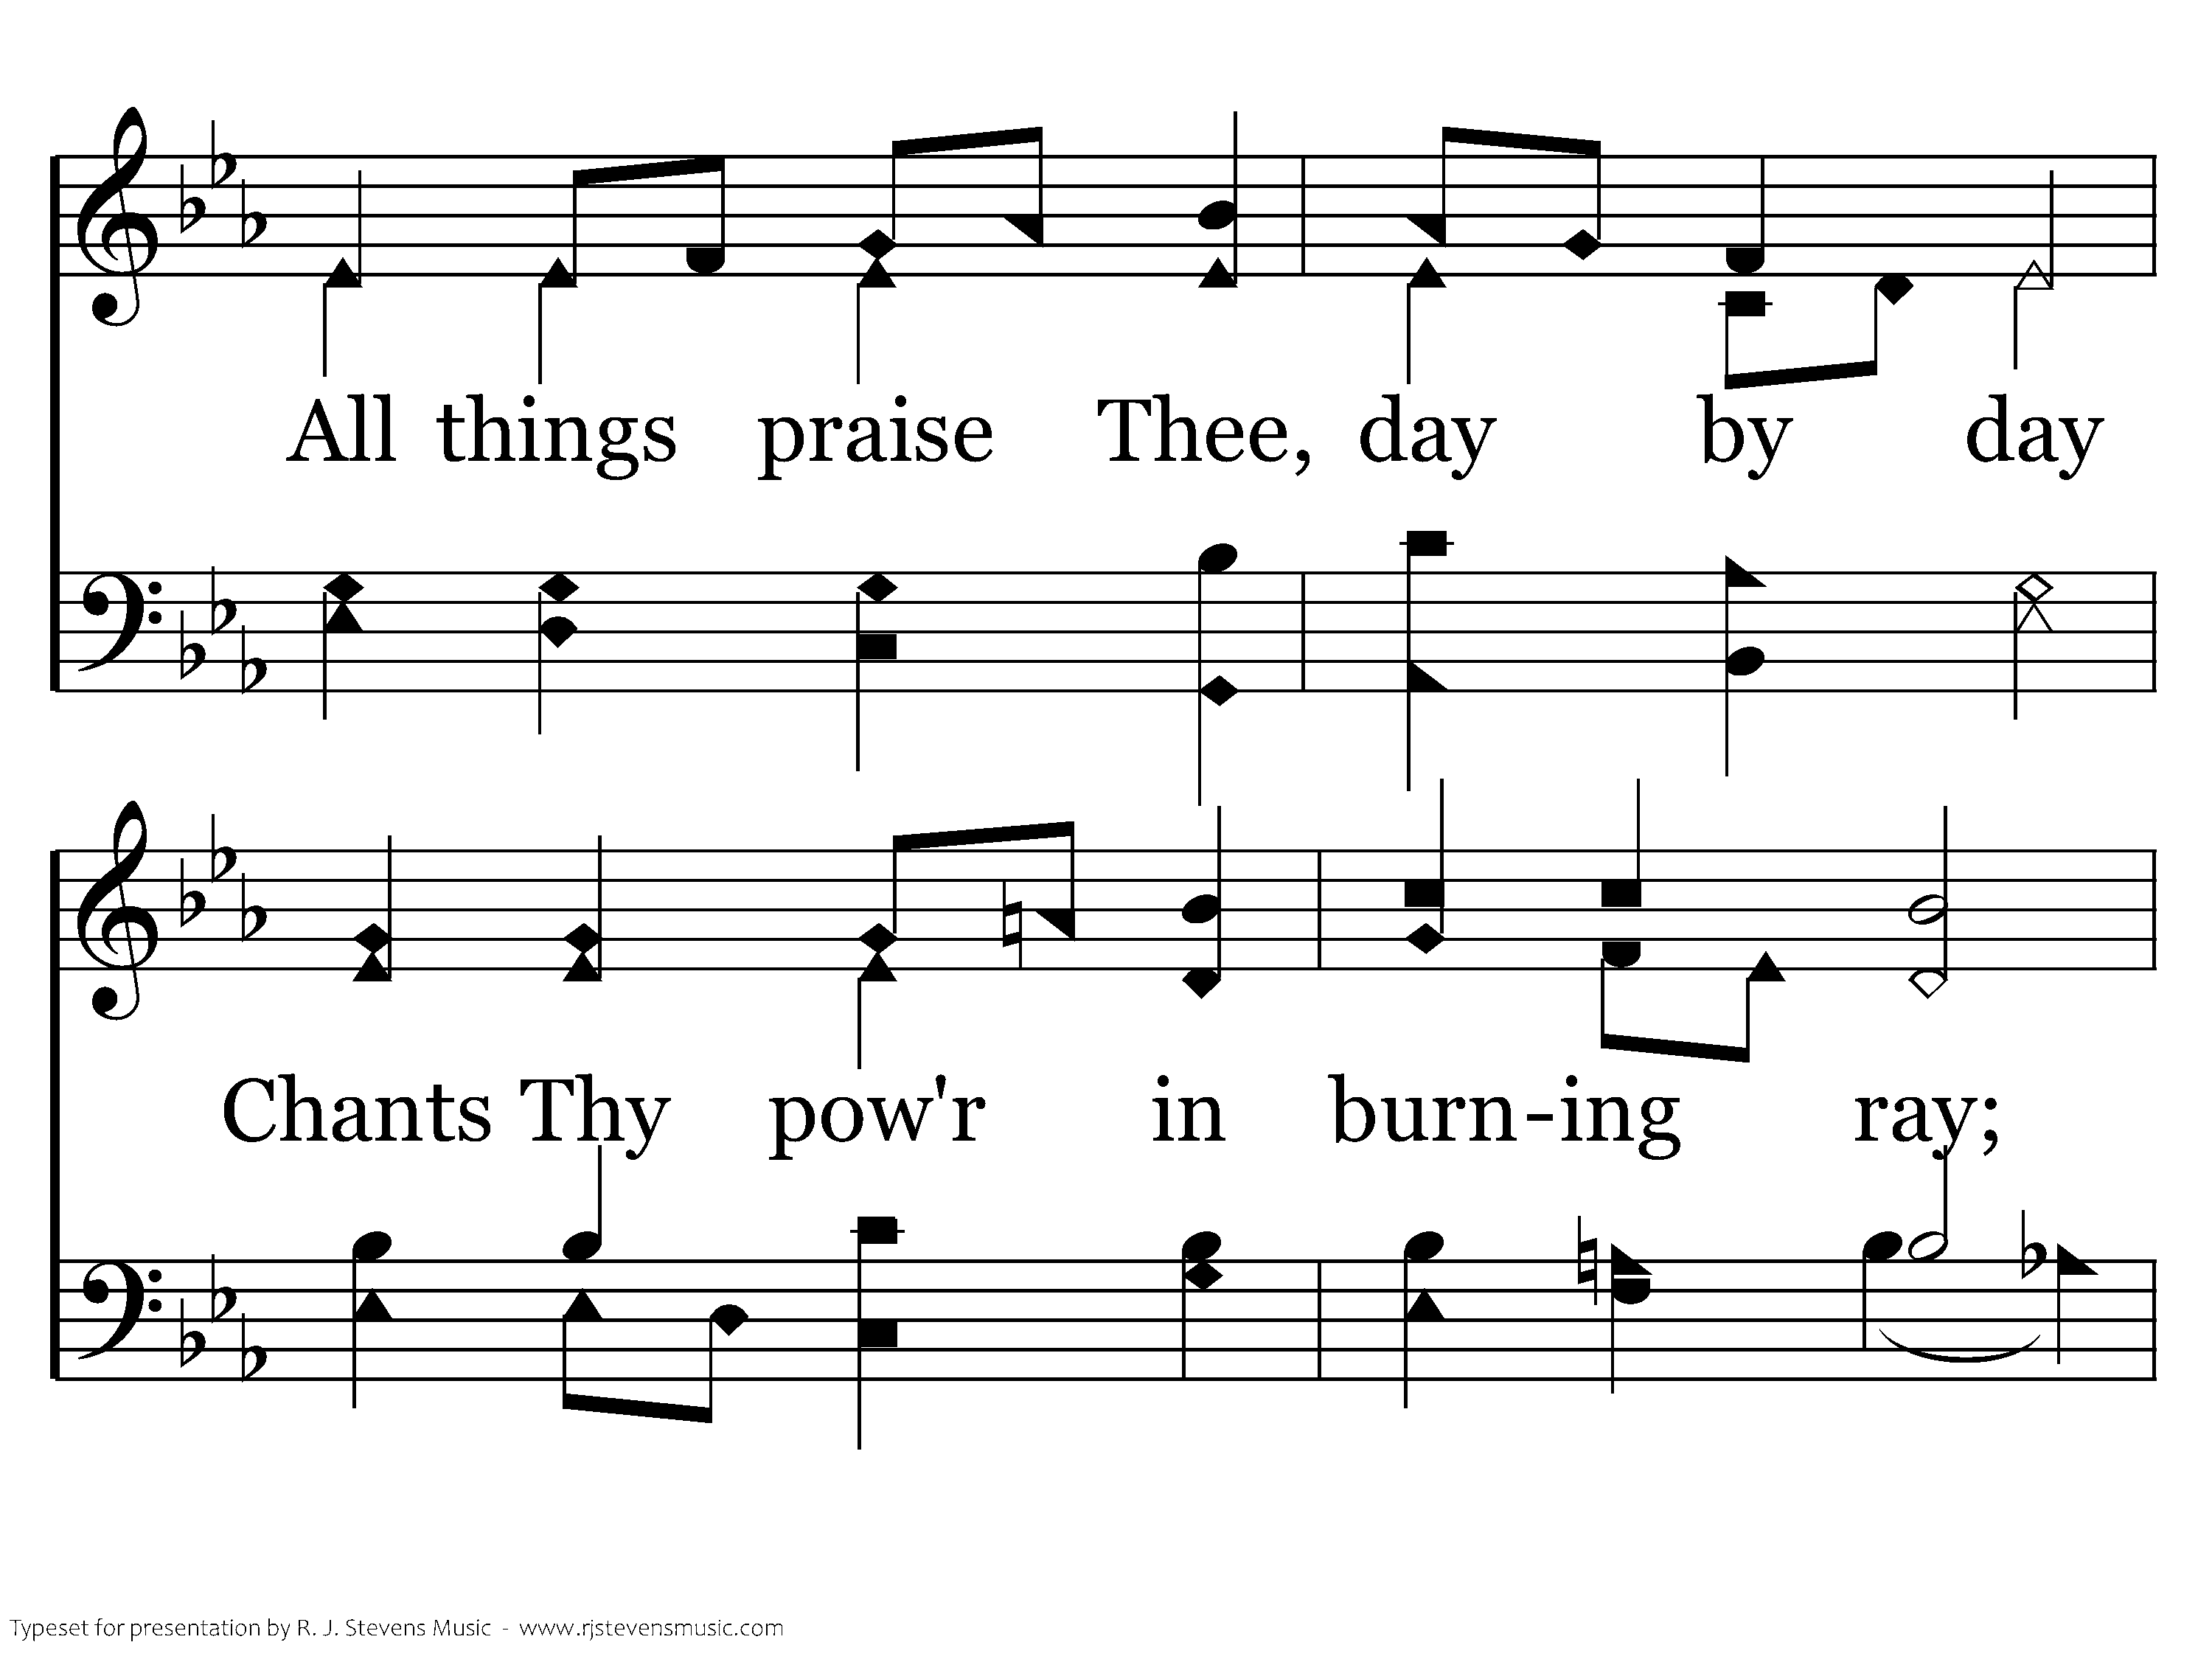 All things praise Thee, day by day
Chants Thy pow'r in burn-ing ray;
Typeset for presentation by R. J. Stevens Music - www.rjstevensmusic.com